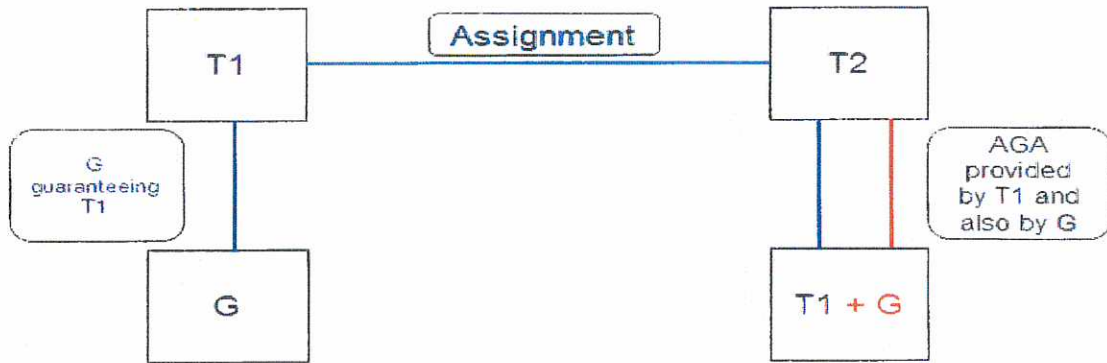 Assignment
T1
T2
G
guaranteeing
T1
AGA
provided
by T1 and
also by G
G
T1 + G